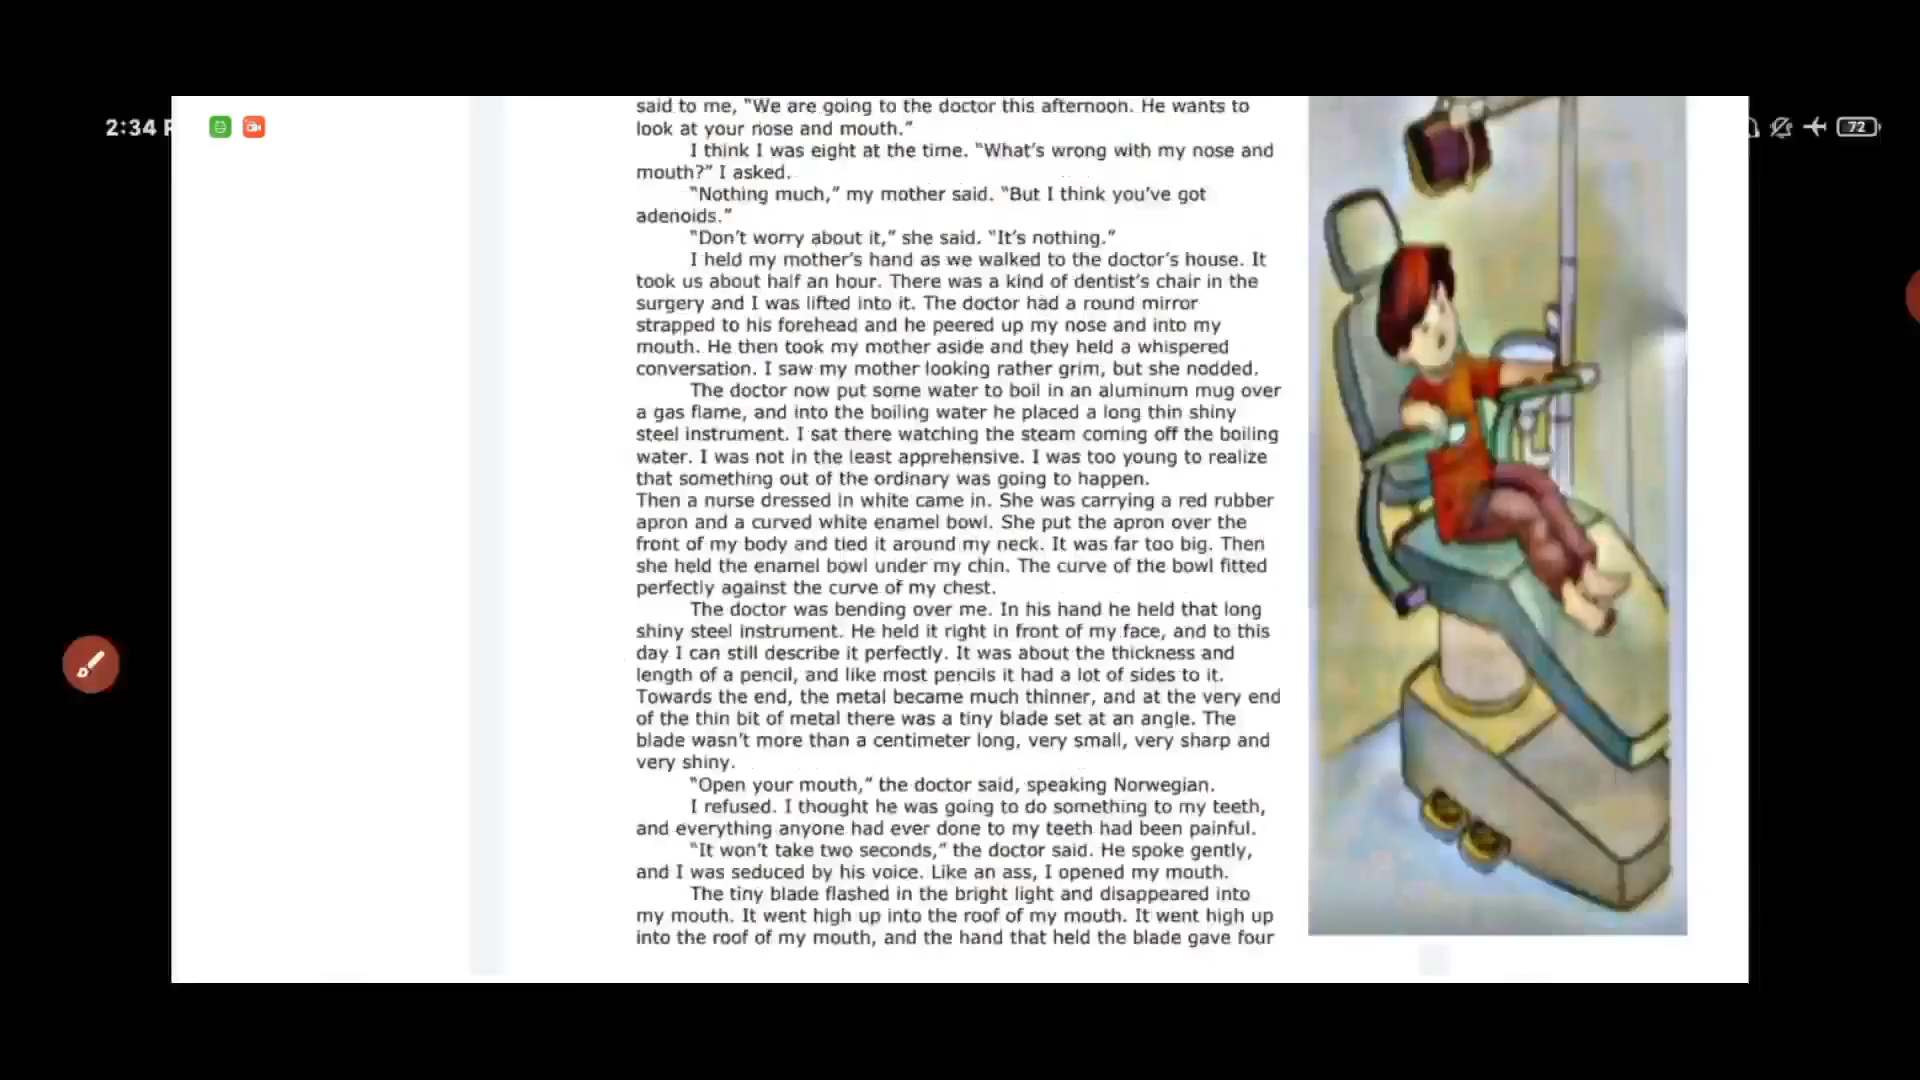 2:34
72
said to me, “We are going to the doctor this afternoon. He wants to
look at your nose and mouth.”
I think I was eight at the time. “What’s wrong with my nose and
mouth?” I asked.
“Nothing much,” my mother said. “But I think you’ve got
adenoids.”
“Don’t worry about it,” she said. “It’s nothing.”
I held my mother’s hand as we walked to the doctor’s house. It
took us about half an hour. There was a kind of dentist’s chair in the
surgery and I was lifted into it. The doctor had a round mirror
strapped to his forehead and he peered up my nose and into my
mouth. He then took my mother aside and they held a whispered
conversation. I saw my mother looking rather grim, but she nodded.
The doctor now put some water to boil in an aluminum mug over
a gas flame, and into the boiling water he placed a long thin shiny
steel instrument. I sat there watching the steam coming off the boiling
water. I was not in the least apprehensive. I was too young to realize
that something out of the ordinary was going to happen.
Then a nurse dressed in white came in. She was carrying a red rubber
apron and a curved white enamel bowl. She put the apron over the
front of my body and tied it around my neck. It was far too big. Then
she held the enamel bowl under my chin. The curve of the bowl fitted
perfectly against the curve of my chest.
The doctor was bending over me. In his hand he held that long
shiny steel instrument. He held it right in front of my face, and to this
day I can still describe it perfectly. It was about the thickness and
length of a pencil, and like most pencils it had a lot of sides to it.
Towards the end, the metal became much thinner, and at the very end
of the thin bit of metal there was a tiny blade set at an angle. The
blade wasn’t more than a centimeter long, very small, very sharp and
very shiny.
“Open your mouth,” the doctor said, speaking Norwegian.
I refused. I thought he was going to do something to my teeth,
and everything anyone had ever done to my teeth had been painful.
“It won’t take two seconds,” the doctor said. He spoke gently,
and I was seduced by his voice. Like an ass, I opened my mouth.
The tiny blade flashed in the bright light and disappeared into
my mouth. It went high up into the roof of my mouth. It went high up
into the roof of my mouth, and the hand that held the blade gave four